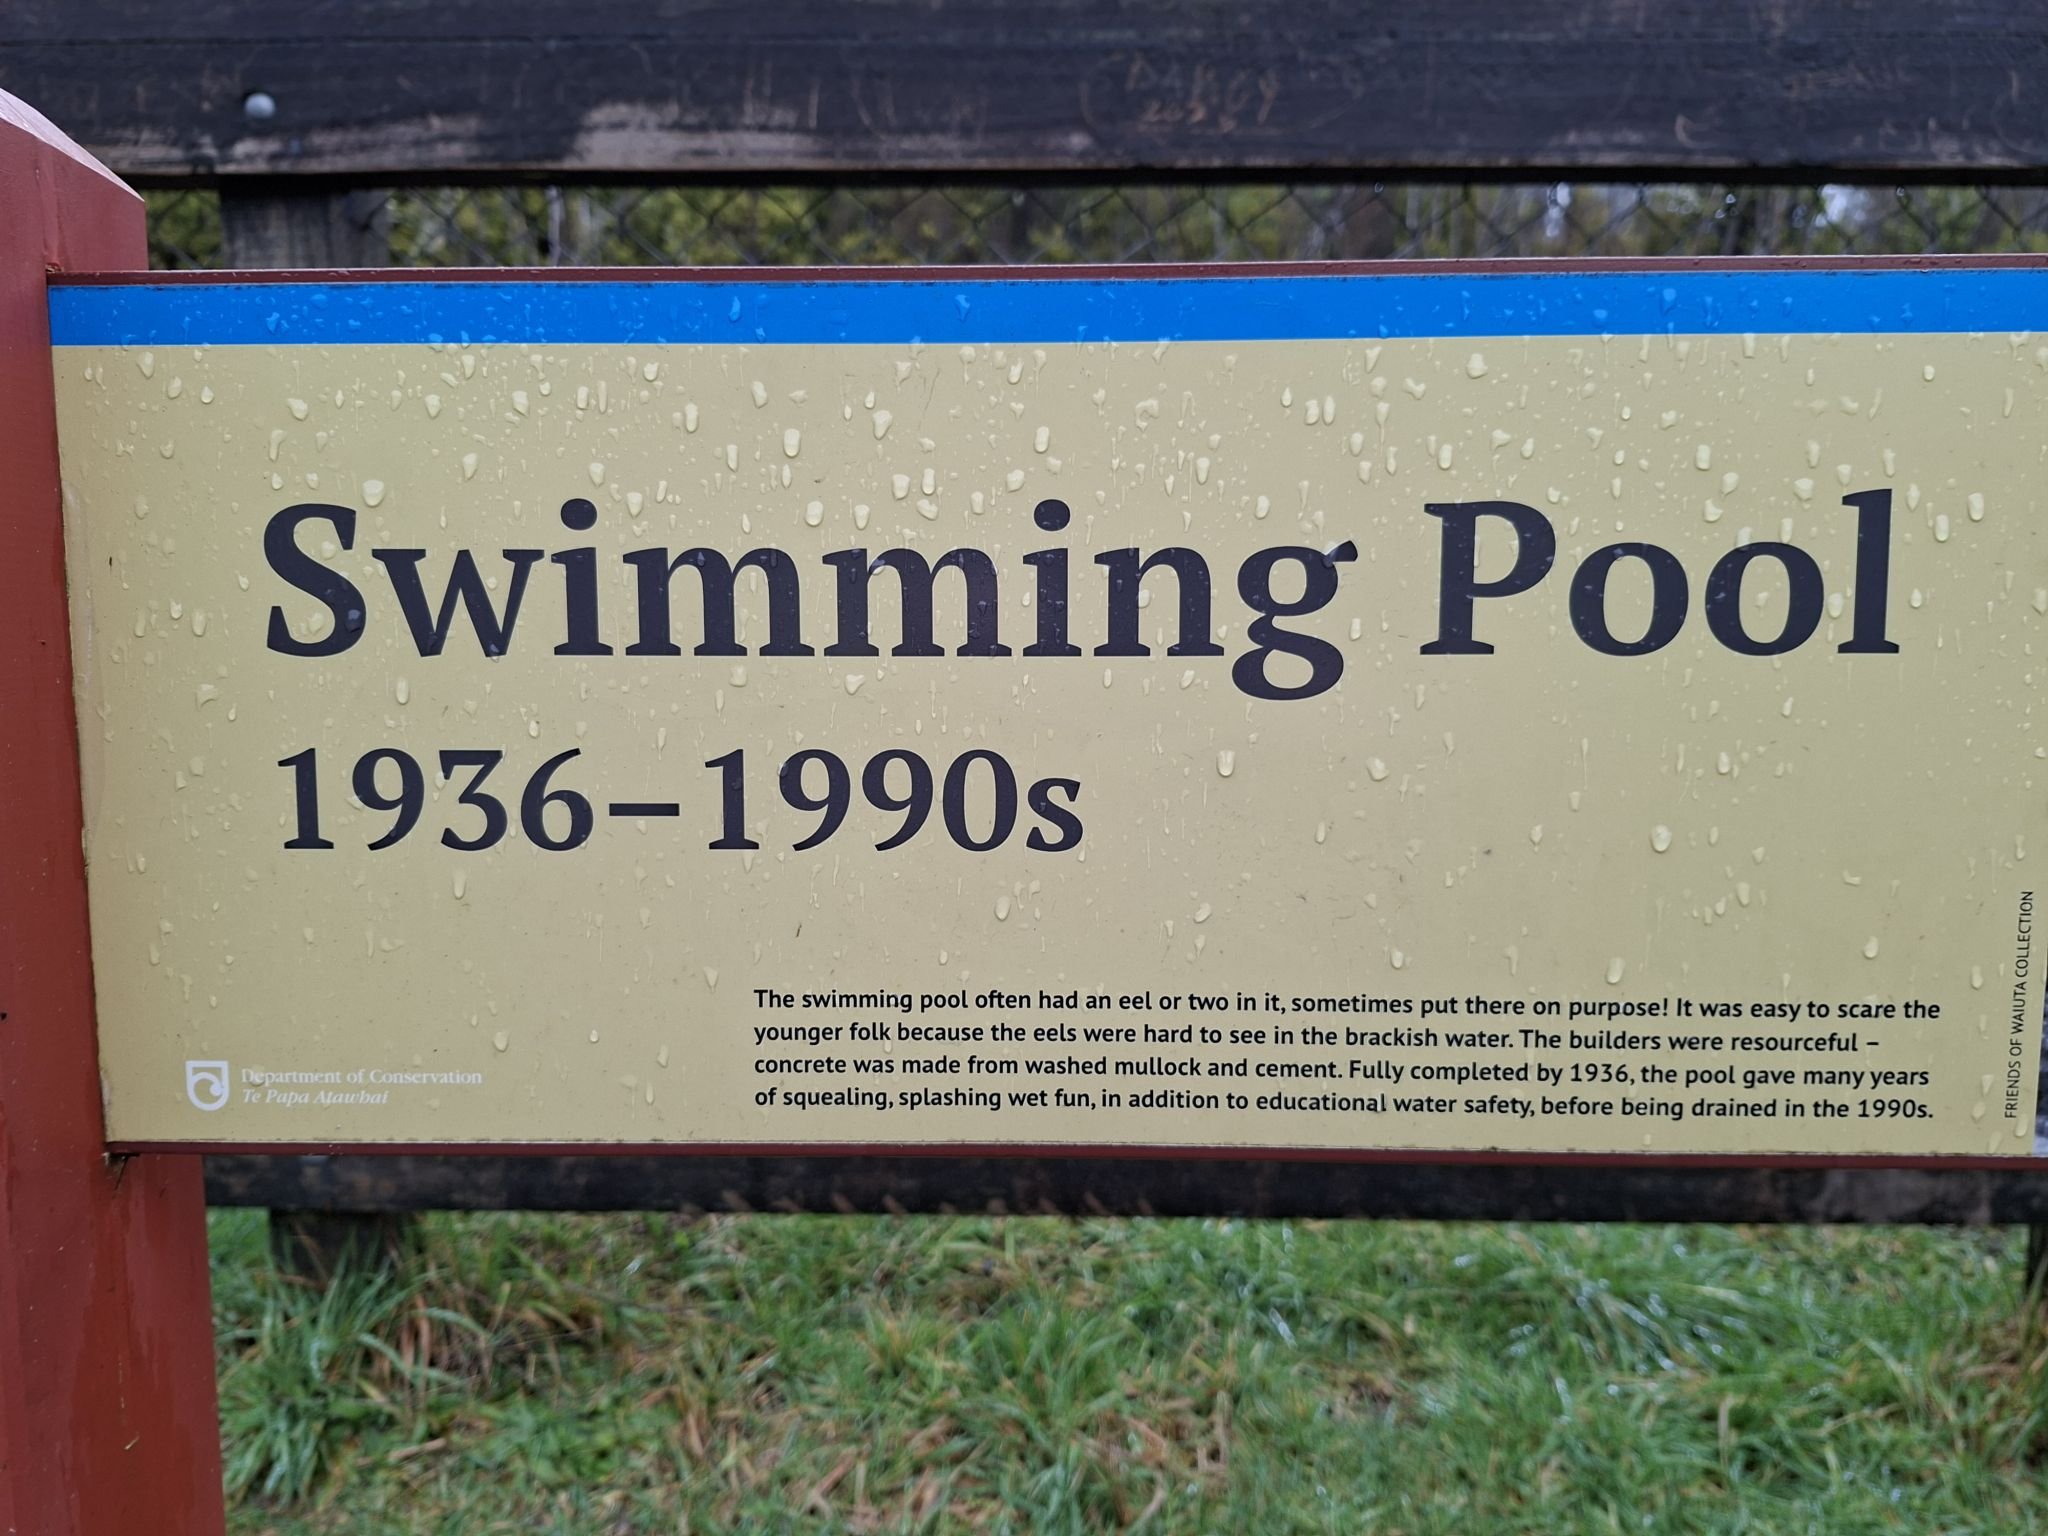 Swimming Pool
1936–1990s
The swimming pool often had an eel or two in it, sometimes put there on purpose! It was easy to scare the
younger folk because the eels were hard to see in the brackish water. The builders were resourceful –
concrete was made from washed mullock and cement. Fully completed by 1936, the pool gave many years
of squealing, splashing wet fun, in addition to educational water safety, before being drained in the 1990s.
Department of Conservation
Te Papa Atawhai
FRIENDS OF WAIUTA COLLECTION